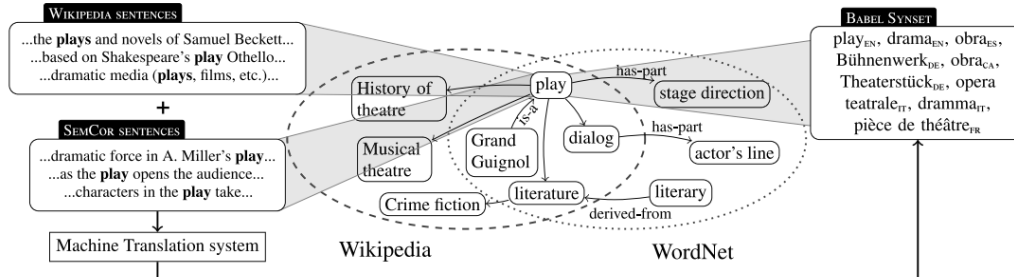 WIKIPEDIA SENTENCES
...the plays and novels of Samuel Beckett...
...based on Shakespeare's play Othello...
...dramatic media (plays, films, etc.)...
+
SEMCOR SENTENCES
...dramatic force in A. Miller's play...
...as the play opens the audience...
...characters in the play take...
Machine Translation system
History of
theatre
Musical
theatre
Crime fiction
play
is-a
Grand
Guignol
literature
dialog
has-part
stage direction
has-part
actor's line
literary
derived-from
Wikipedia
WordNet
BABEL SYNSET
playEN, dramaEN, obraES,
BühnenwerkDE, obraCA,
TheaterstückDE, opera
teatraleIT, drammaIT,
pièce de théâtreFR